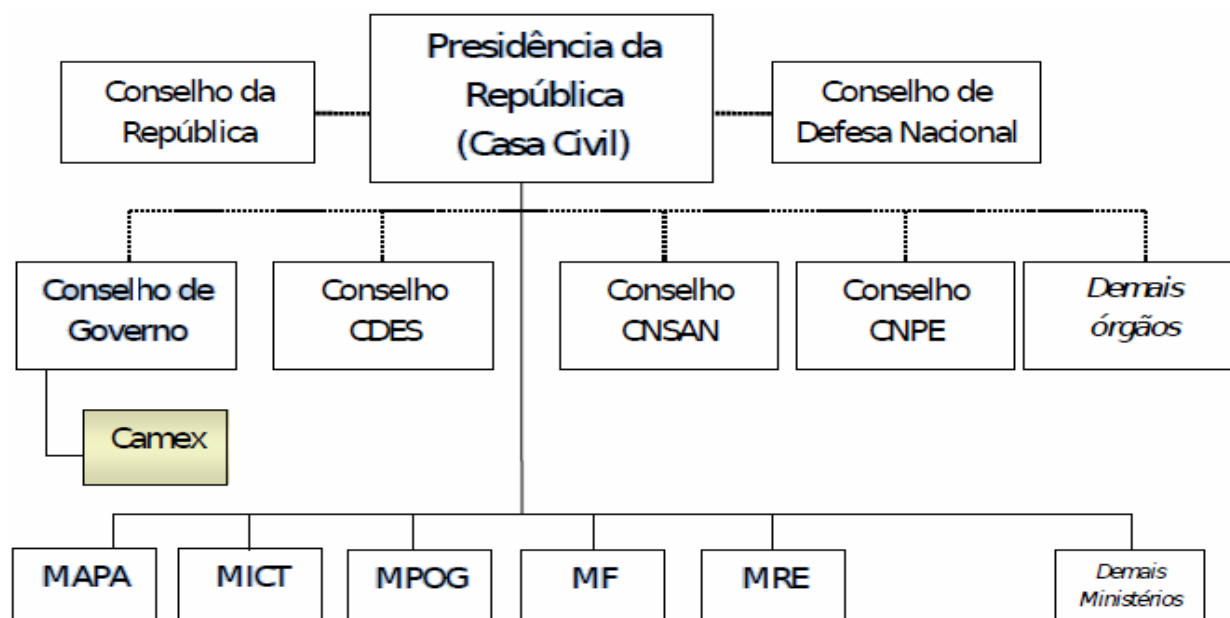 Presidência da
República
(Casa Civil)
Conselho da
República
Conselho de
Defesa Nacional
Conselho de
Governo
Conselho
CDES
Conselho
CNSAN
Conselho
CNPE
Demais
órgãos
Camex
MAPA
MICT
MPOG
MF
MRE
Demais
Ministérios